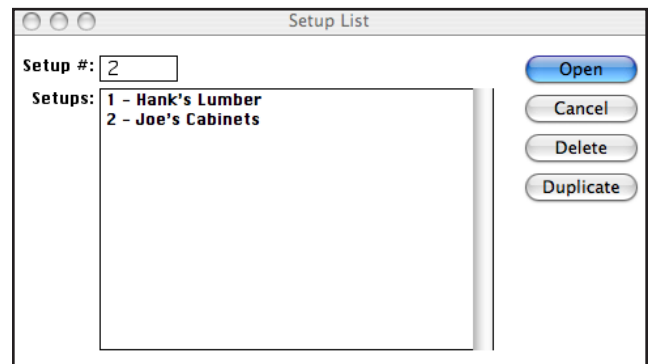 Setup List
Setup #: 2
Open
Setups: 1 - Hank's Lumber
2 - Joe's Cabinets
Cancel
Delete
Duplicate